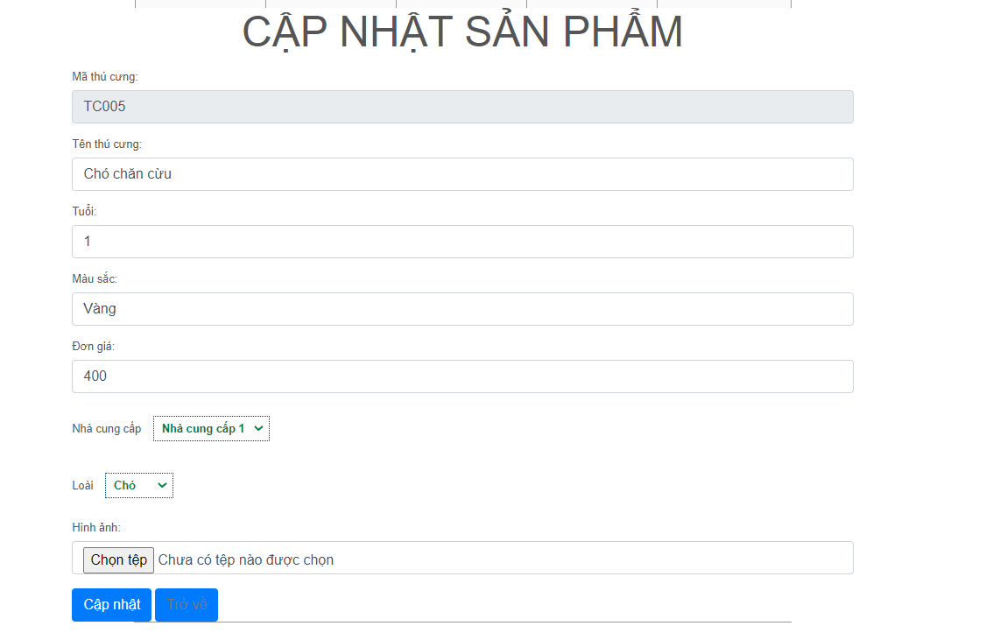 CẬP NHẬT SẢN PHẨM
Mã thú cưng:
TC005
Tên thú cưng:
Chó chăn cừu
Tuổi:
1
Màu sắc:
Vàng
Đơn giá:
400
Nhà cung cấp Nhà cung cấp 1
Loài Chó
Hình ảnh:
Chọn tệp Chưa có tệp nào được chọn
Cập nhật Trở về